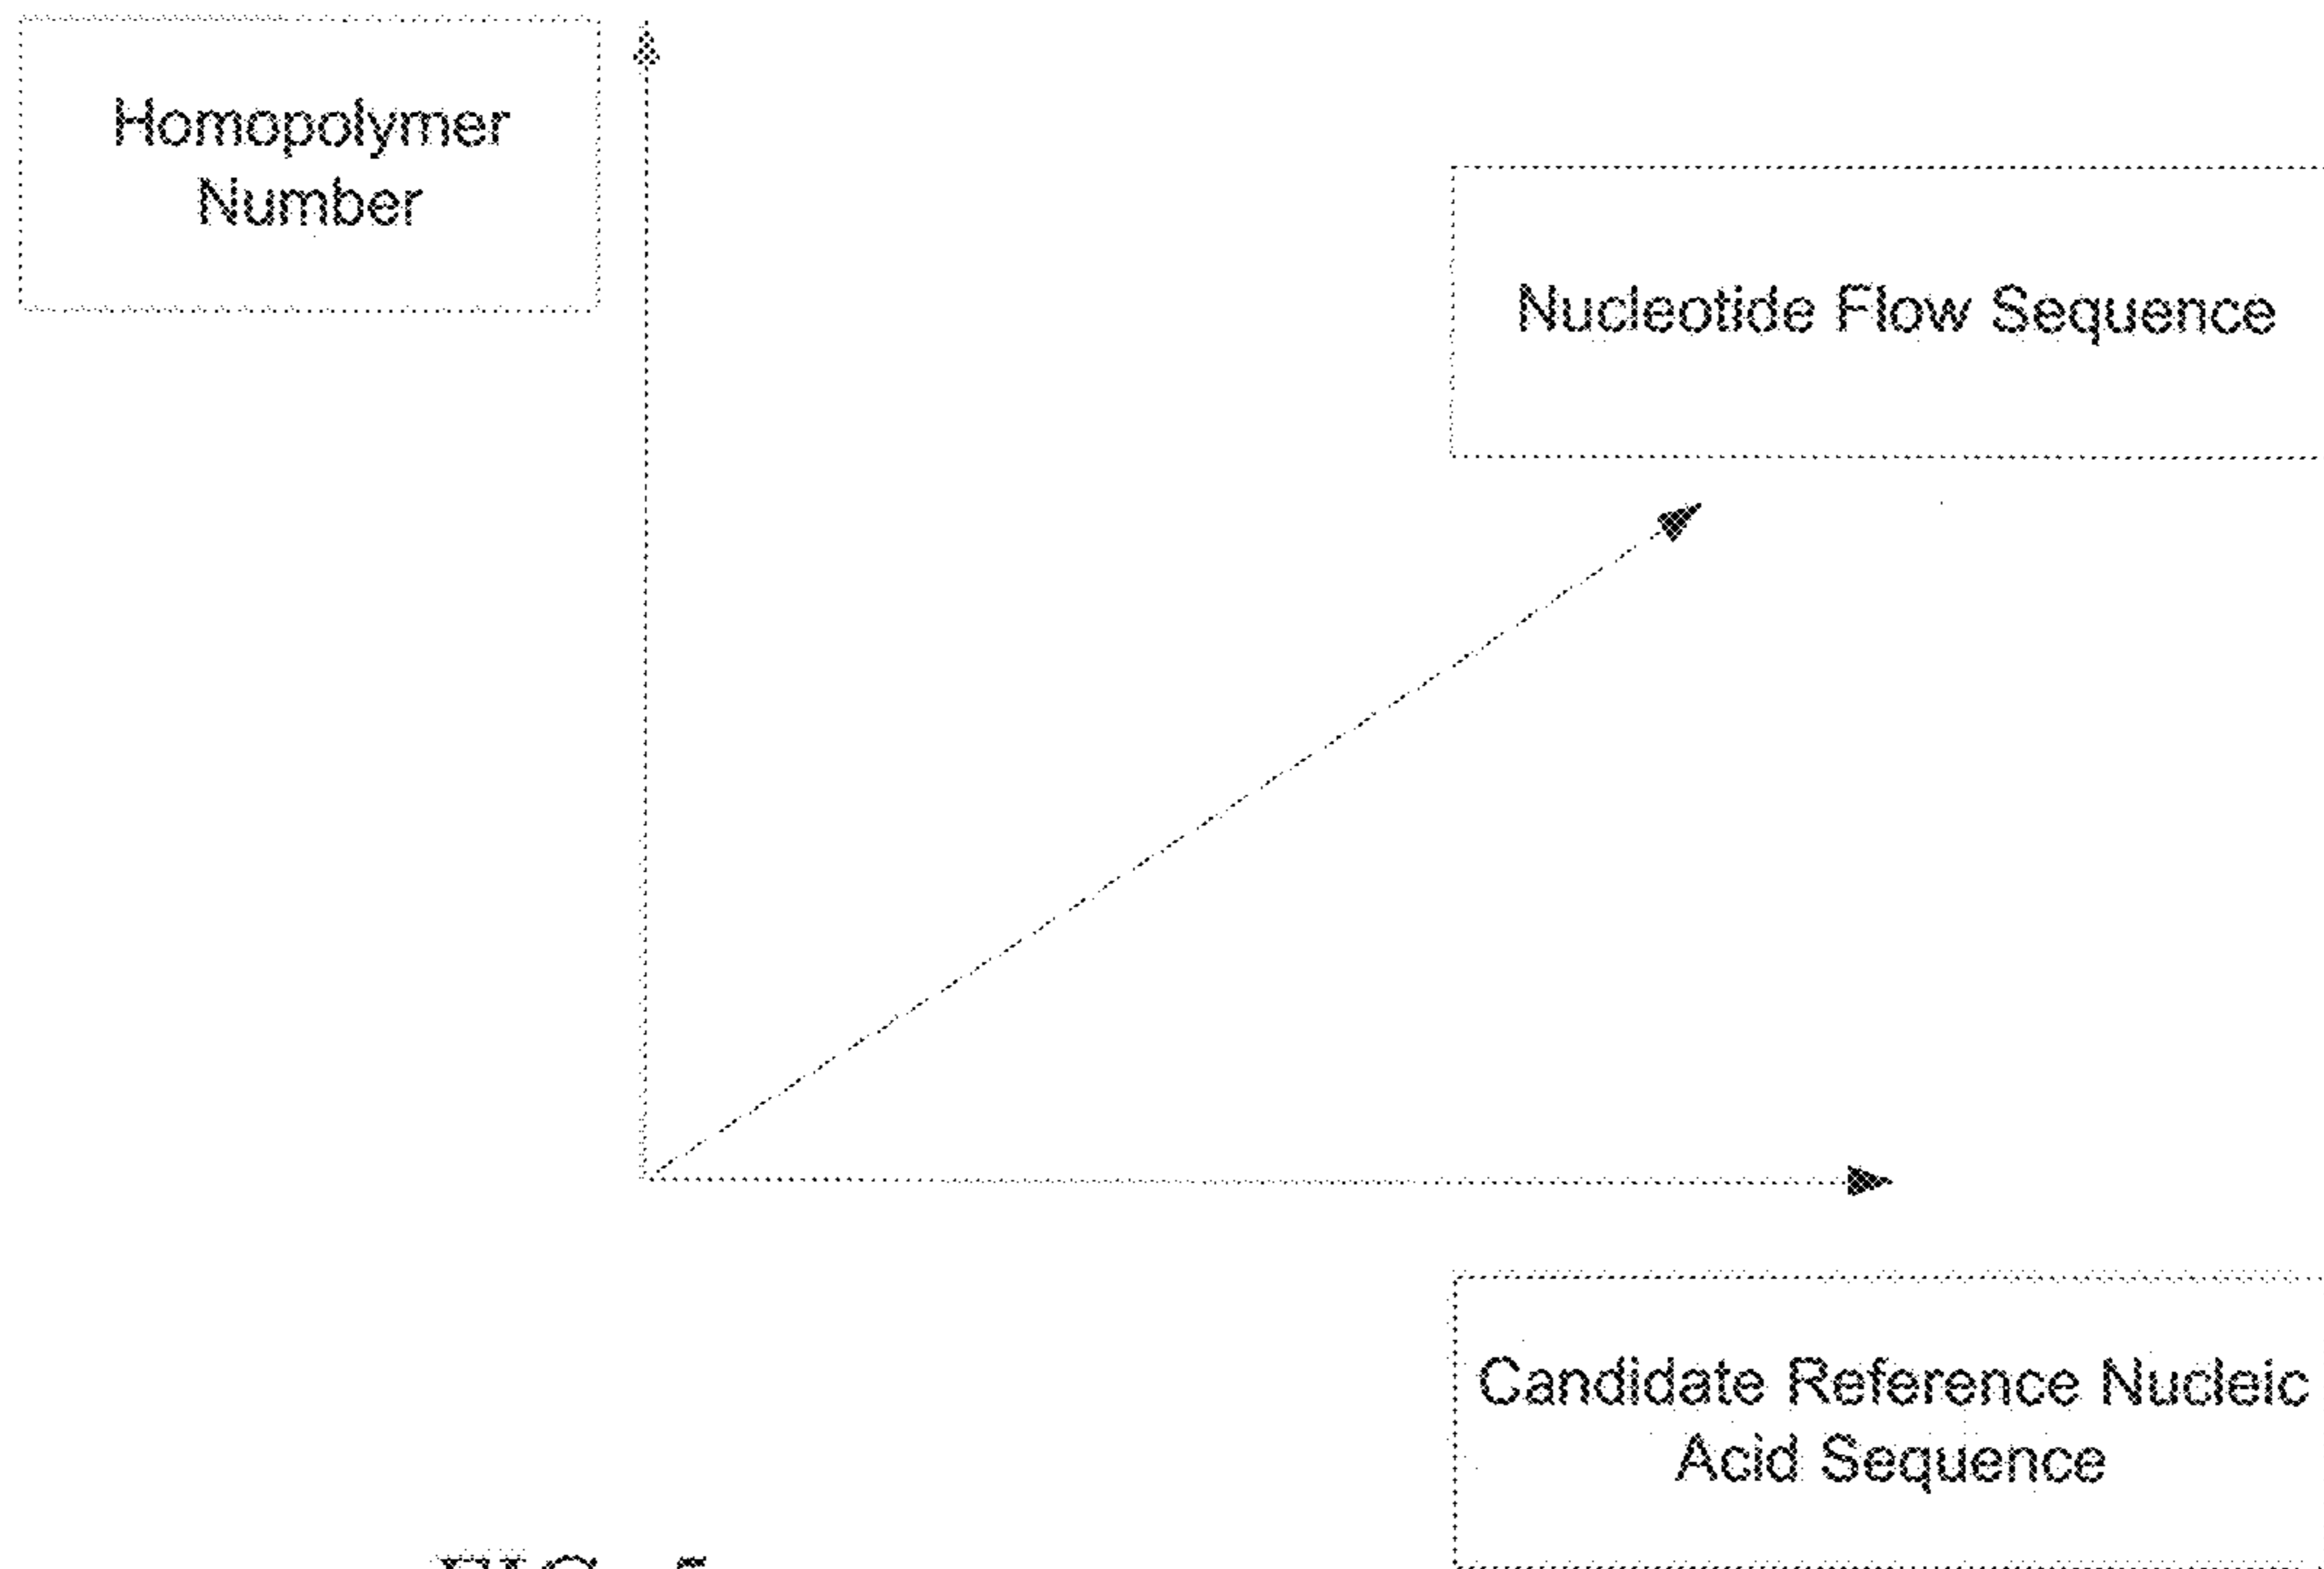 Homopolymer
Number
Nucleotide Flow Sequence
Candidate Reference Nucleic
Acid Sequence